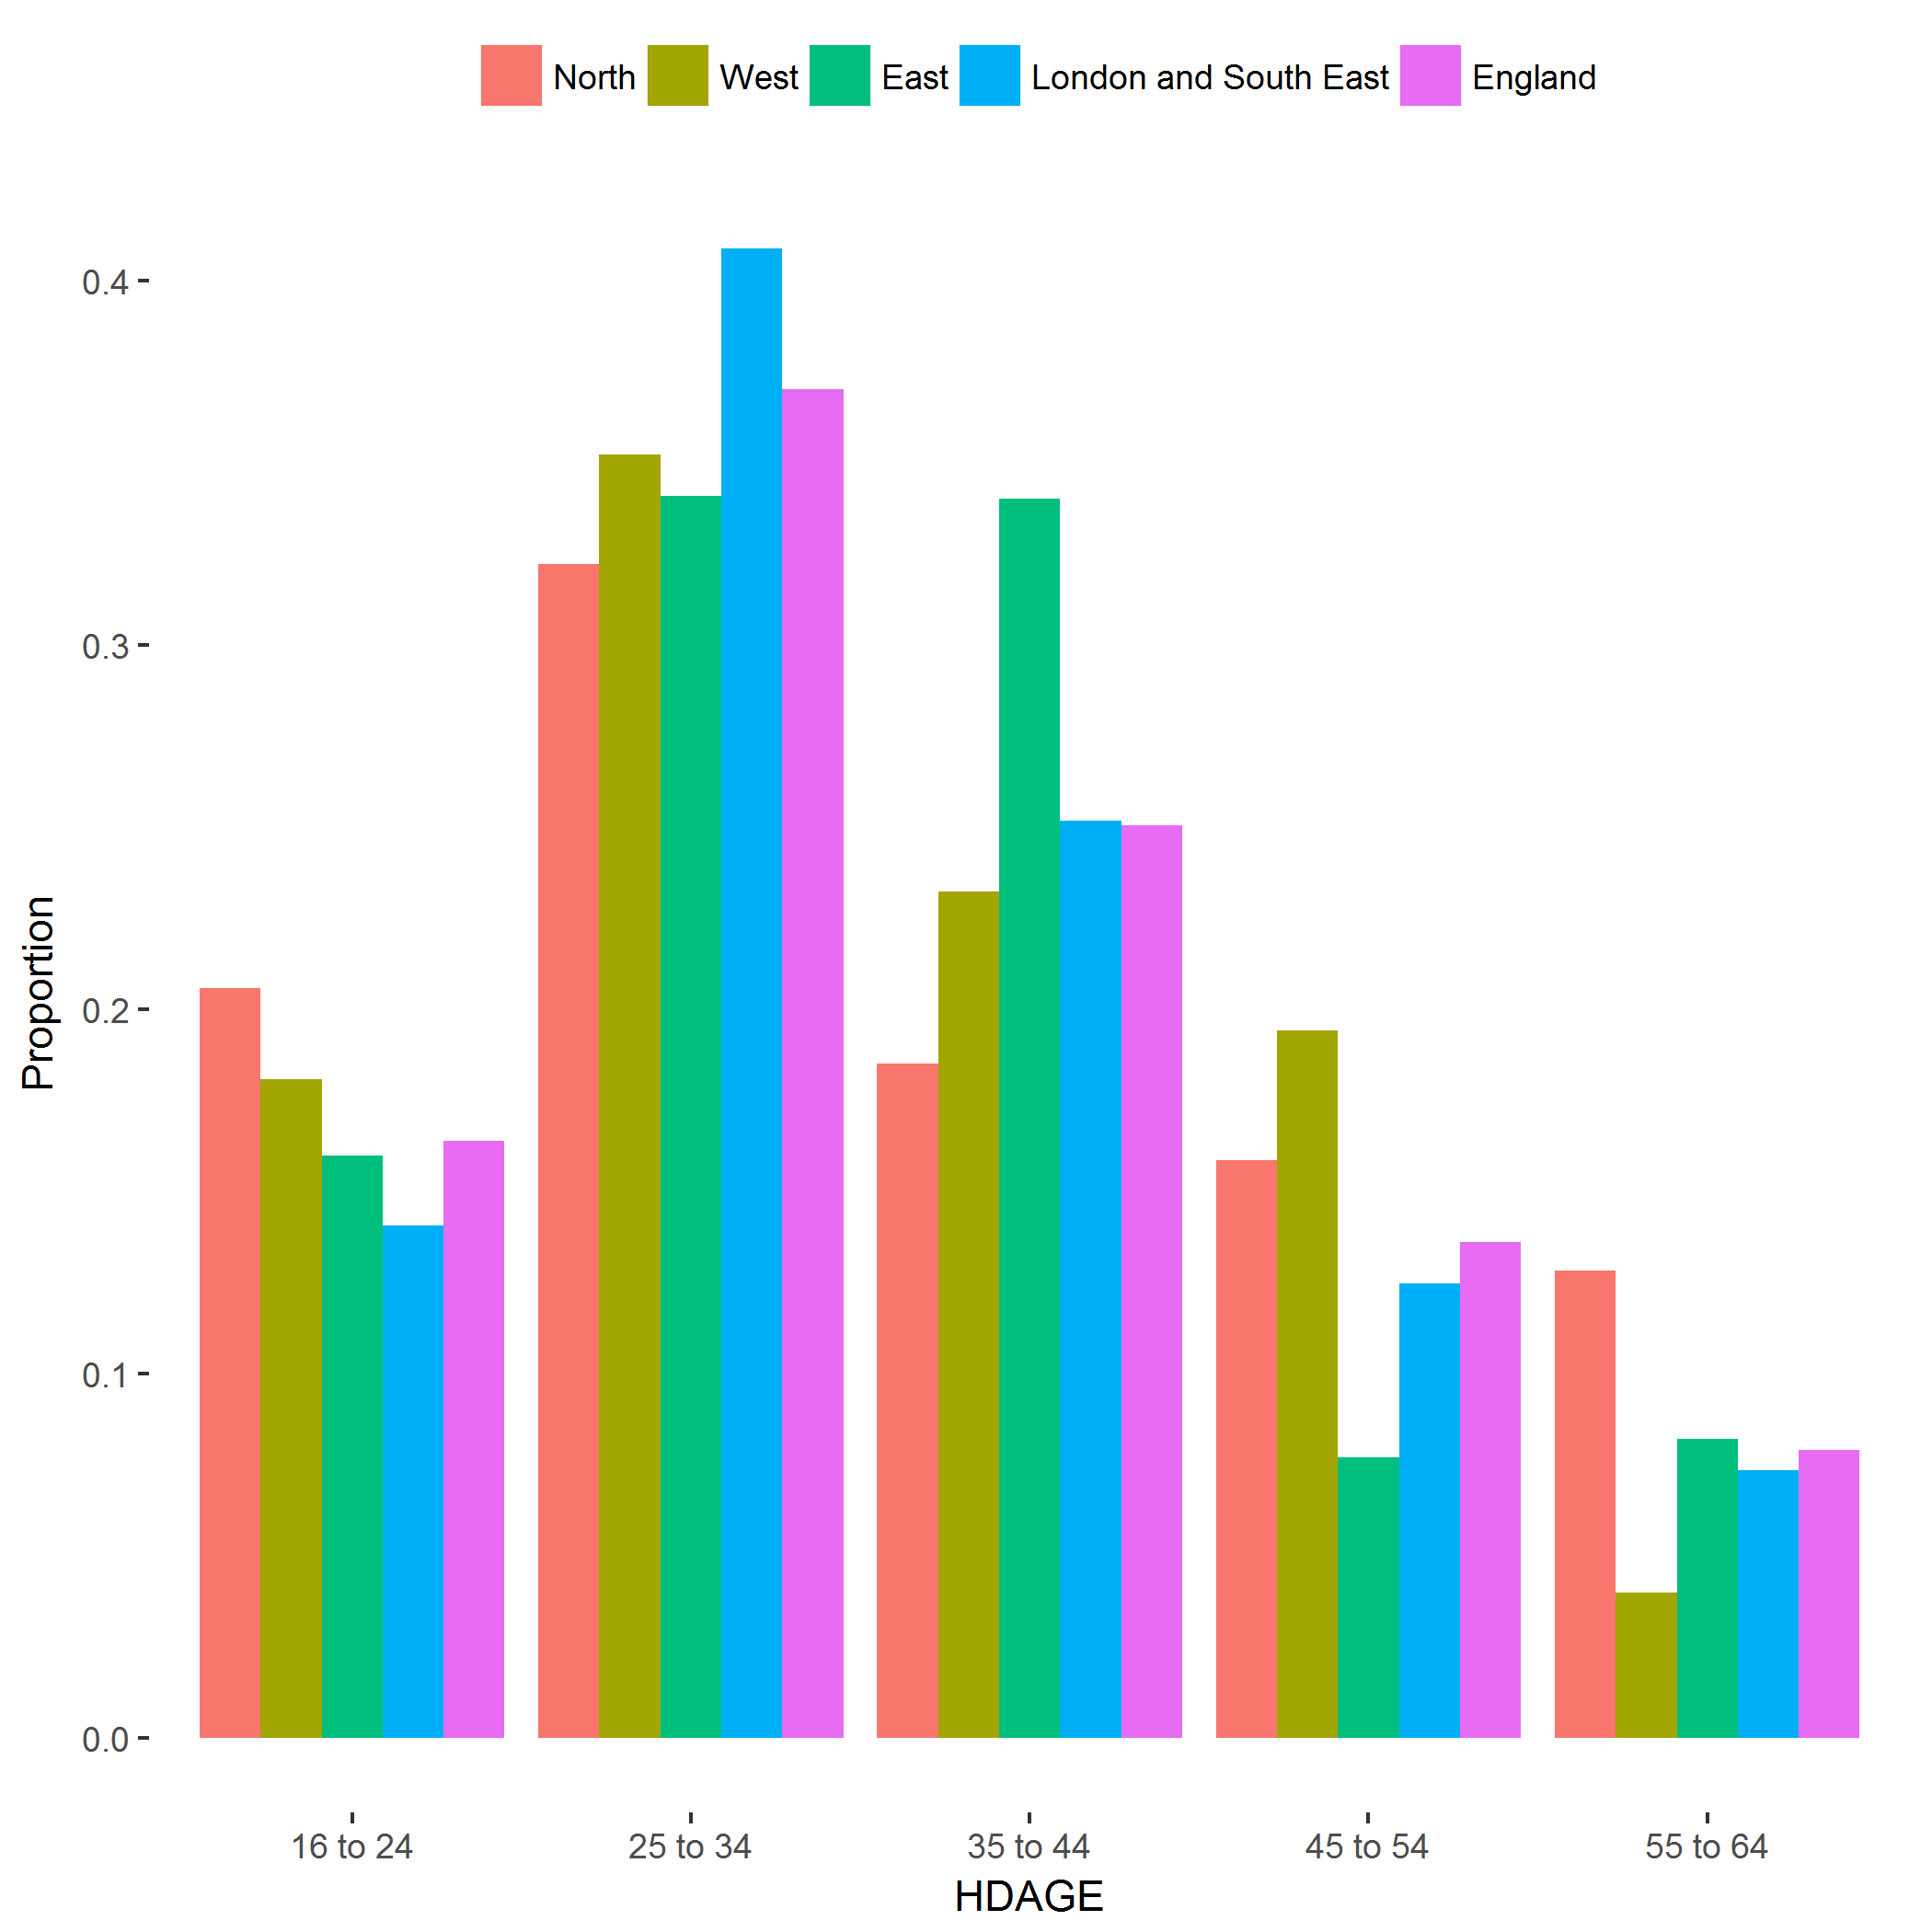 North West East London and South East England
0.4
0.3
0.2
0.1
0.0
Proportion
16 to 24 25 to 34 35 to 44 45 to 54 55 to 64
HDAGE